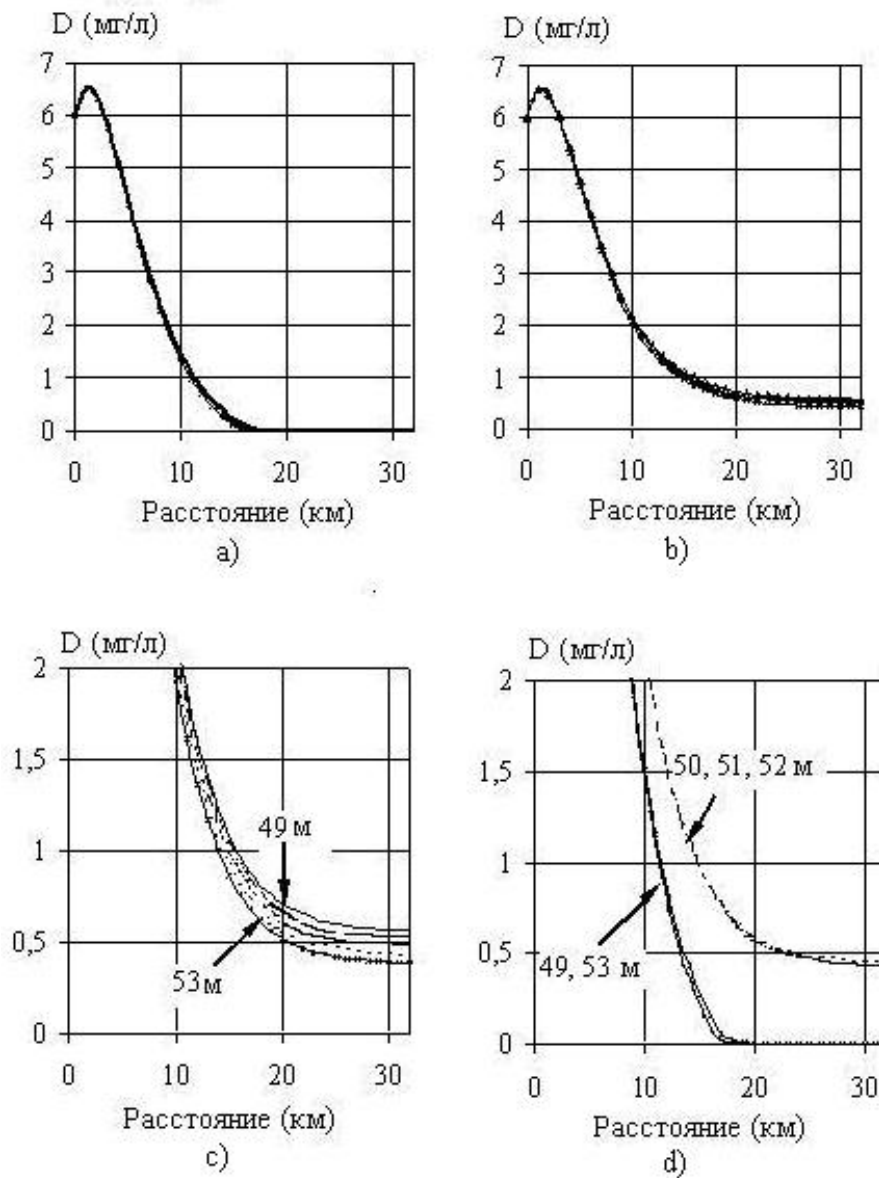 D (мг/л)
7
6
5
4
3
2
1
0
0 10 20 30
Расстояние (км)
a)
D (мг/л)
7
6
5
4
3
2
1
0
0 10 20 30
Расстояние (км)
b)
D (мг/л)
2
1,5
1
0,5
0
49 м
53 м
0 10 20 30
Расстояние (км)
c)
D (мг/л)
2
1,5
1
0,5
0
50, 51, 52 м
49, 53 м
0 10 20 30
Расстояние (км)
d)